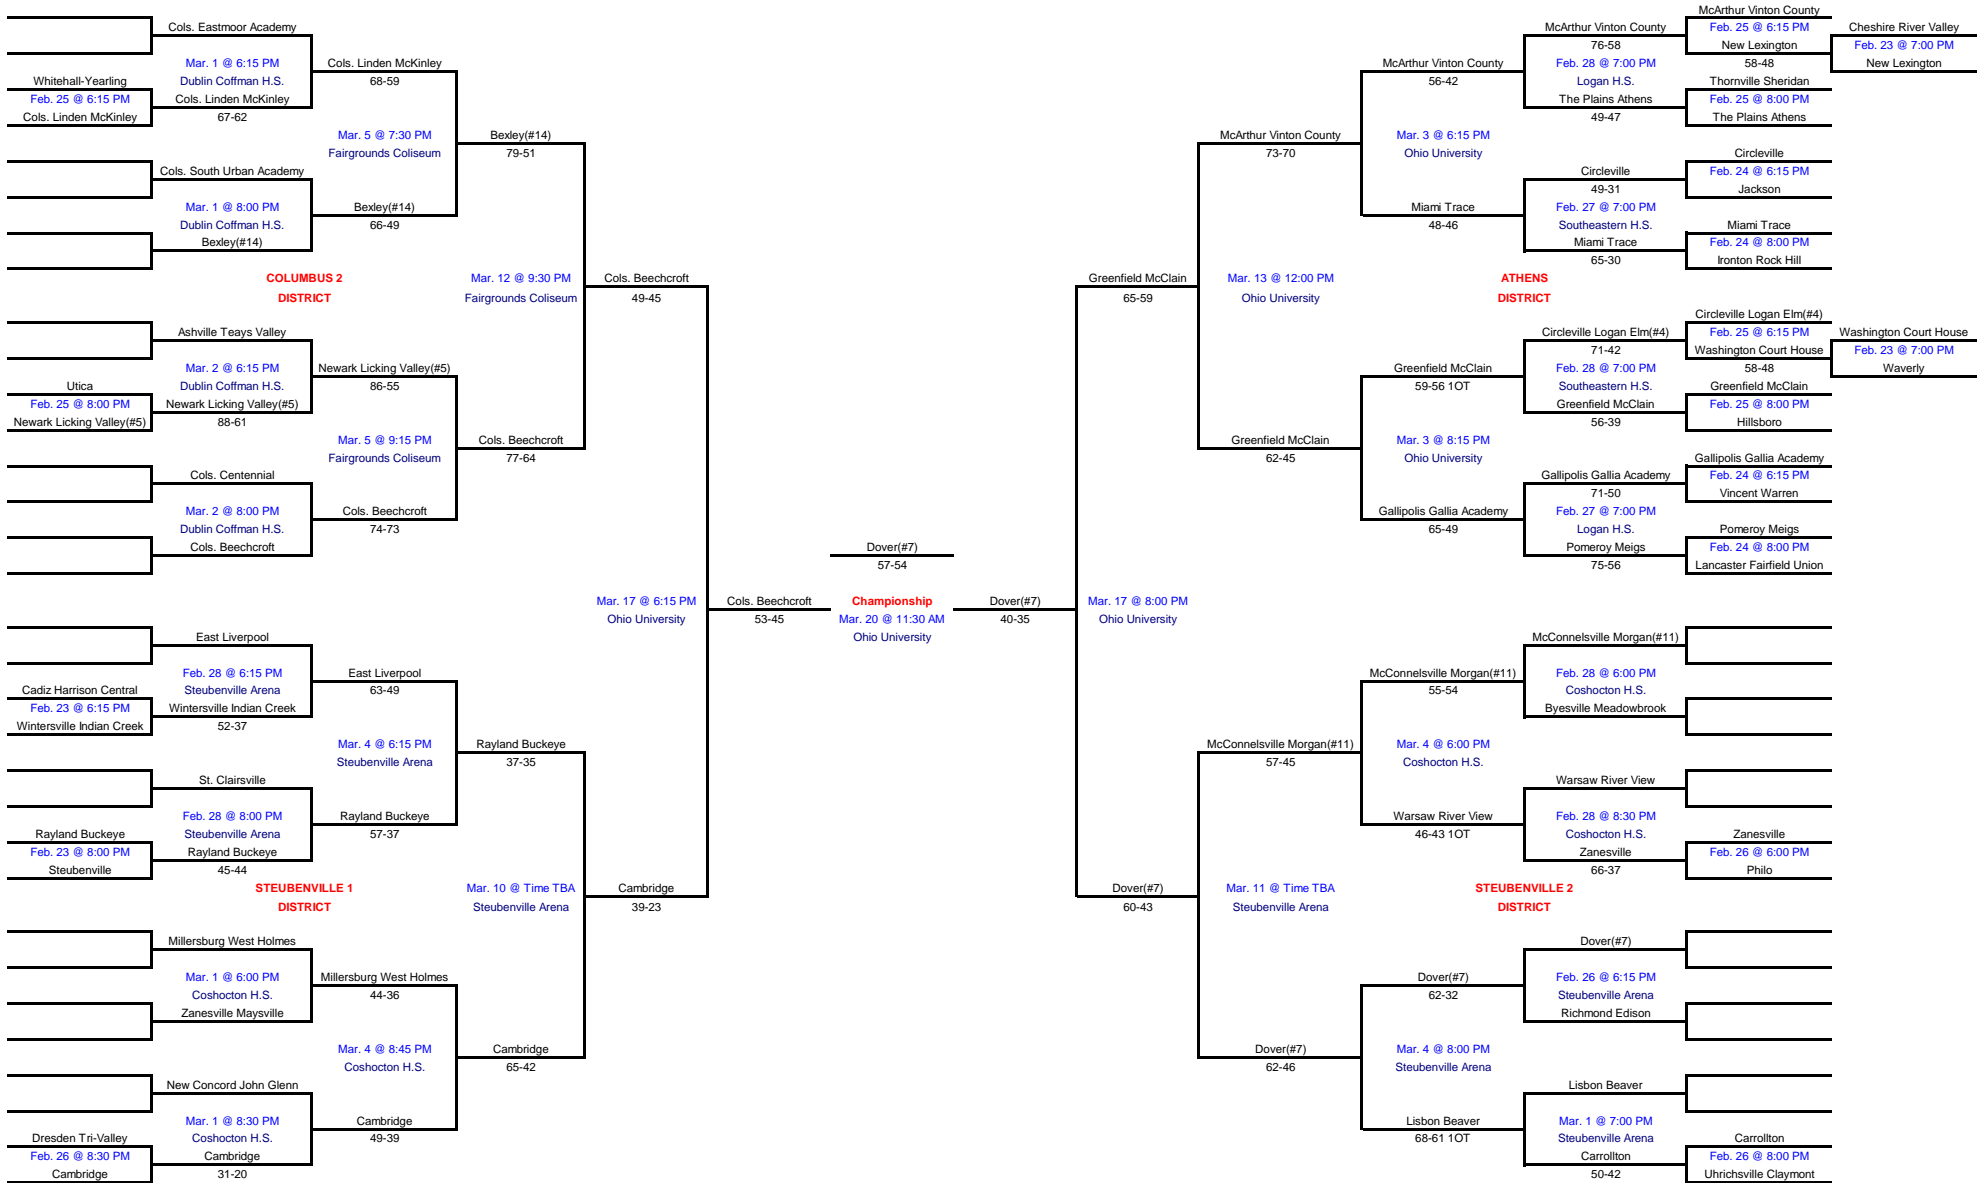 McArthur Vinton County
Cols. Eastmoor Academy
McArthur Vinton County
Feb. 25 @ 6:15 PM
Cheshire River Valley
76-58
New Lexington
Feb. 23 @ 7:00 PM
Mar. 1 @ 6:15 PM
Cols. Linden McKinley
McArthur Vinton County
Feb. 28 @ 7:00 PM
58-48
New Lexington
Whitehall-Yearling
Dublin Coffman H.S.
68-59
56-42
Logan H.S.
Thornville Sheridan
Feb. 25 @ 6:15 PM
Cols. Linden McKinley
The Plains Athens
Feb. 25 @ 8:00 PM
Cols. Linden McKinley
67-62
49-47
The Plains Athens
Mar. 5 @ 7:30 PM
Bexley(#14)
McArthur Vinton County
Mar. 3 @ 6:15 PM
Fairgrounds Coliseum
79-51
73-70
Ohio University
Circleville
Cols. South Urban Academy
Circleville
Feb. 24 @ 6:15 PM
49-31
Jackson
Mar. 1 @ 8:00 PM
Bexley(#14)
Miami Trace
Feb. 27 @ 7:00 PM
Dublin Coffman H.S.
66-49
48-46
Southeastern H.S.
Miami Trace
Bexley(#14)
Miami Trace
Feb. 24 @ 8:00 PM
65-30
Ironton Rock Hill
COLUMBUS 2
Mar. 12 @ 9:30 PM
Cols. Beechcroft
Greenfield McClain
Mar. 13 @ 12:00 PM
ATHENS
DISTRICT
Fairgrounds Coliseum
49-45
65-59
Ohio University
DISTRICT
Circleville Logan Elm(#4)
Ashville Teays Valley
Circleville Logan Elm(#4)
Feb. 25 @ 6:15 PM
Washington Court House
71-42
Washington Court House
Feb. 23 @ 7:00 PM
Mar. 2 @ 6:15 PM
Newark Licking Valley(#5)
Greenfield McClain
Feb. 28 @ 7:00 PM
58-48
Waverly
Utica
Dublin Coffman H.S.
86-55
59-56 1OT
Southeastern H.S.
Greenfield McClain
Feb. 25 @ 8:00 PM
Newark Licking Valley(#5)
Greenfield McClain
Feb. 25 @ 8:00 PM
Newark Licking Valley(#5)
88-61
56-39
Hillsboro
Mar. 5 @ 9:15 PM
Cols. Beechcroft
Greenfield McClain
Mar. 3 @ 8:15 PM
Fairgrounds Coliseum
77-64
62-45
Ohio University
Gallipolis Gallia Academy
Cols. Centennial
Gallipolis Gallia Academy
Feb. 24 @ 6:15 PM
71-50
Vincent Warren
Mar. 2 @ 8:00 PM
Cols. Beechcroft
Gallipolis Gallia Academy
Feb. 27 @ 7:00 PM
Dublin Coffman H.S.
74-73
65-49
Logan H.S.
Pomeroy Meigs
Cols. Beechcroft
Dover(#7)
Pomeroy Meigs
Feb. 24 @ 8:00 PM
57-54
75-56
Lancaster Fairfield Union
Mar. 17 @ 6:15 PM
Cols. Beechcroft
Championship
Dover(#7)
Mar. 17 @ 8:00 PM
Ohio University
53-45
Mar. 20 @ 11:30 AM
40-35
Ohio University
Ohio University
East Liverpool
McConnelsville Morgan(#11)
Feb. 28 @ 6:15 PM
East Liverpool
McConnelsville Morgan(#11)
Feb. 28 @ 6:00 PM
Cadiz Harrison Central
Steubenville Arena
63-49
55-54
Coshocton H.S.
Feb. 23 @ 6:15 PM
Wintersville Indian Creek
Byesville Meadowbrook
Wintersville Indian Creek
52-37
Mar. 4 @ 6:15 PM
Rayland Buckeye
McConnelsville Morgan(#11)
Mar. 4 @ 6:00 PM
Steubenville Arena
37-35
57-45
Coshocton H.S.
St. Clairsville
Warsaw River View
Feb. 28 @ 8:00 PM
Rayland Buckeye
Warsaw River View
Feb. 28 @ 8:30 PM
Rayland Buckeye
Steubenville Arena
57-37
46-43 1OT
Coshocton H.S.
Zanesville
Feb. 23 @ 8:00 PM
Rayland Buckeye
Zanesville
Feb. 26 @ 6:00 PM
Steubenville
45-44
66-37
Philo
STEUBENVILLE 1
Mar. 10 @ Time TBA
Cambridge
Dover(#7)
Mar. 11 @ Time TBA
STEUBENVILLE 2
DISTRICT
Steubenville Arena
39-23
60-43
Steubenville Arena
DISTRICT
Millersburg West Holmes
Dover(#7)
Mar. 1 @ 6:00 PM
Millersburg West Holmes
Dover(#7)
Feb. 26 @ 6:15 PM
Coshocton H.S.
44-36
62-32
Steubenville Arena
Zanesville Maysville
Richmond Edison
Mar. 4 @ 8:45 PM
Cambridge
Dover(#7)
Mar. 4 @ 8:00 PM
Coshocton H.S.
65-42
62-46
Steubenville Arena
New Concord John Glenn
Lisbon Beaver
Mar. 1 @ 8:30 PM
Cambridge
Lisbon Beaver
Mar. 1 @ 7:00 PM
Dresden Tri-Valley
Coshocton H.S.
49-39
68-61 1OT
Steubenville Arena
Carrollton
Feb. 26 @ 8:30 PM
Cambridge
Carrollton
Feb. 26 @ 8:00 PM
Cambridge
31-20
50-42
Uhrichsville Claymont